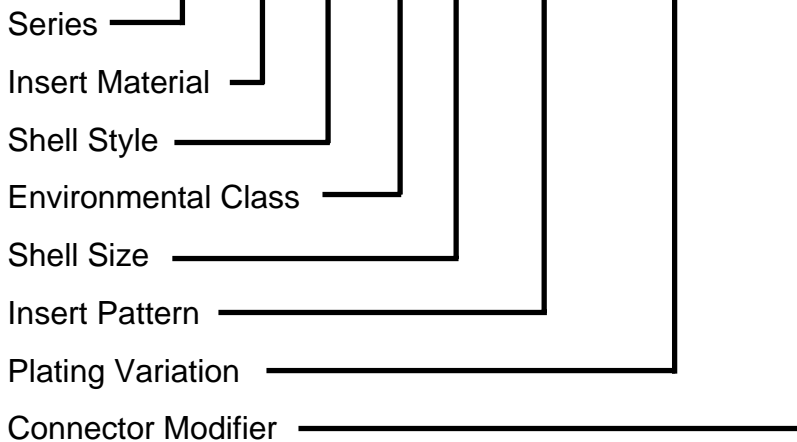 Series
Insert Material
Shell Style
Environmental Class
Shell Size
Insert Pattern
Plating Variation
Connector Modifier